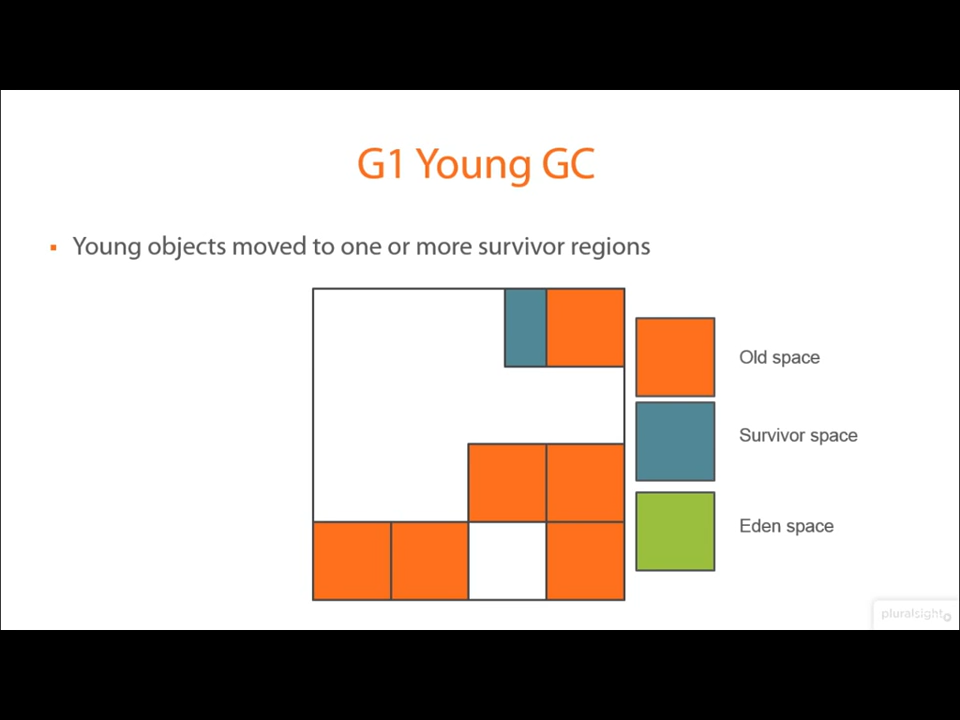 G1 Young GC
▪ Young objects moved to one or more survivor regions
Old space
Survivor space
Eden space
pluralsight